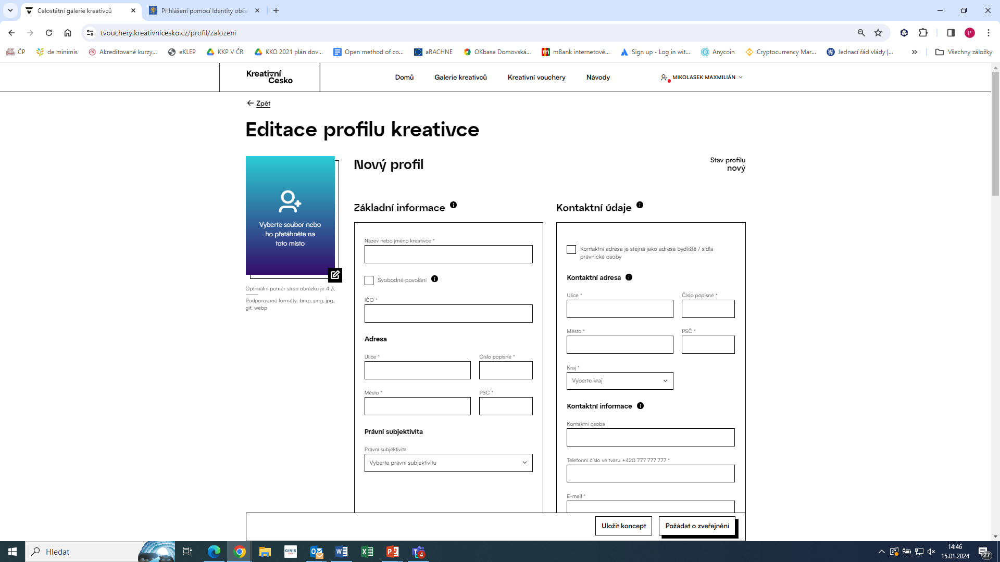 Celostátní galerie kreativců
Přihlášení pomocí Identity obča
tvouchery.kreativnicesko.cz/profil/zalozeni
P
ČP
de minimis
Akreditované kurzy...
eKLEP
KKP V ČR
KKO 2021 plán dov...
Open method of co...
aRACHNE
OKbase Domovská...
mBank internetové...
Sign up - Log in wit...
Anycoin
Cryptocurrency Mar...
Jednací řád vlády |...
Všechny záložky
Kreativní
Česko
Domů
Galerie kreativců
Kreativní vouchery
Návody
MIKOLASEK MAXMILIÁN
Zpět
Editace profilu kreativce
Vyberte soubor nebo
ho přetáhněte na
toto místo
Optimální poměr stran obrázku je 4:3.
Podporované formáty: bmp, png, jpg,
gif, webp
Nový profil
Stav profilu
nový
Základní informace
Název nebo jméno kreativce *
Svobodné povolání
IČO *
Adresa
Ulice *
Číslo popisné *
Město *
PSČ *
Právní subjektivita
Právní subjektivita
Vyberte právní subjektivitu
Kontaktní údaje
Kontaktní adresa je stejná jako adresa bydliště / sídla
právnické osoby
Kontaktní adresa
Ulice *
Číslo popisné *
Město *
PSČ *
Kraj *
Vyberte kraj
Kontaktní informace
Kontaktní osoba
Telefonní číslo ve tvaru +420 777 777 777 *
E-mail *
Uložit koncept
Požádat o zveřejnění
Hledat
GINIS
4
14:46
15.01.2024
27